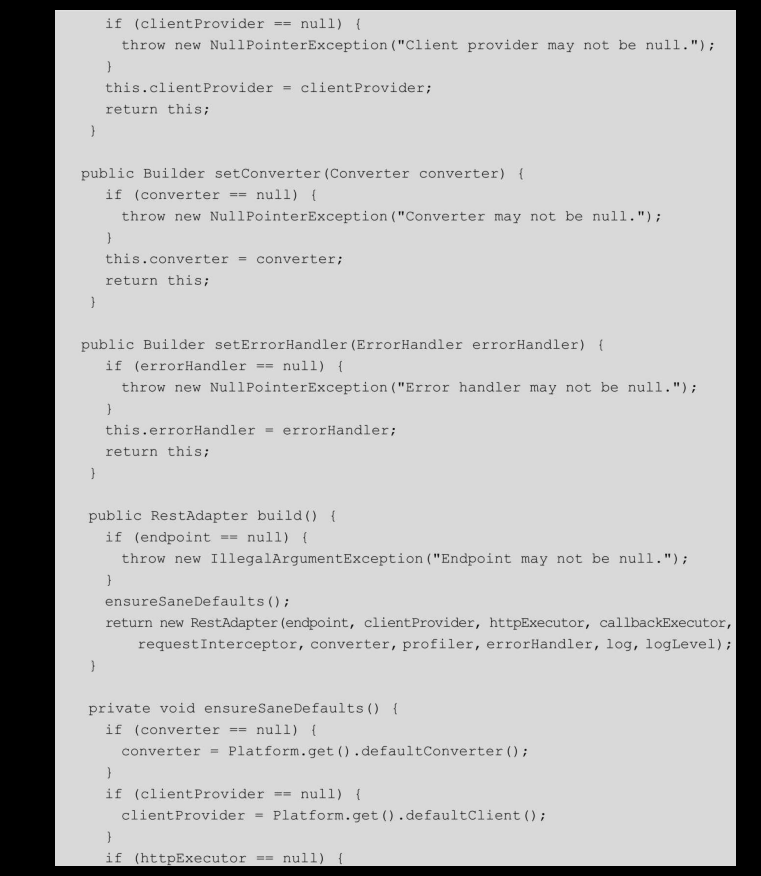 if (clientProvider == null) {
throw new NullPointerException("Client provider may not be null.");
}
this.clientProvider = clientProvider;
return this;
}
public Builder setConverter(Converter converter) {
if (converter == null) {
throw new NullPointerException("Converter may not be null.");
}
this.converter = converter;
return this;
}
public Builder setErrorHandler(ErrorHandler errorHandler) {
if (errorHandler == null) {
throw new NullPointerException("Error handler may not be null.");
}
this.errorHandler = errorHandler;
return this;
}
public RestAdapter build() {
if (endpoint == null) {
throw new IllegalArgumentException("Endpoint may not be null.");
}
ensureSaneDefaults();
return new RestAdapter(endpoint, clientProvider, httpExecutor, callbackExecutor,
requestInterceptor, converter, profiler, errorHandler, log, logLevel);
}
private void ensureSaneDefaults() {
if (converter == null) {
converter = Platform.get().defaultConverter();
}
if (clientProvider == null) {
clientProvider = Platform.get().defaultClient();
}
if (httpExecutor == null) {